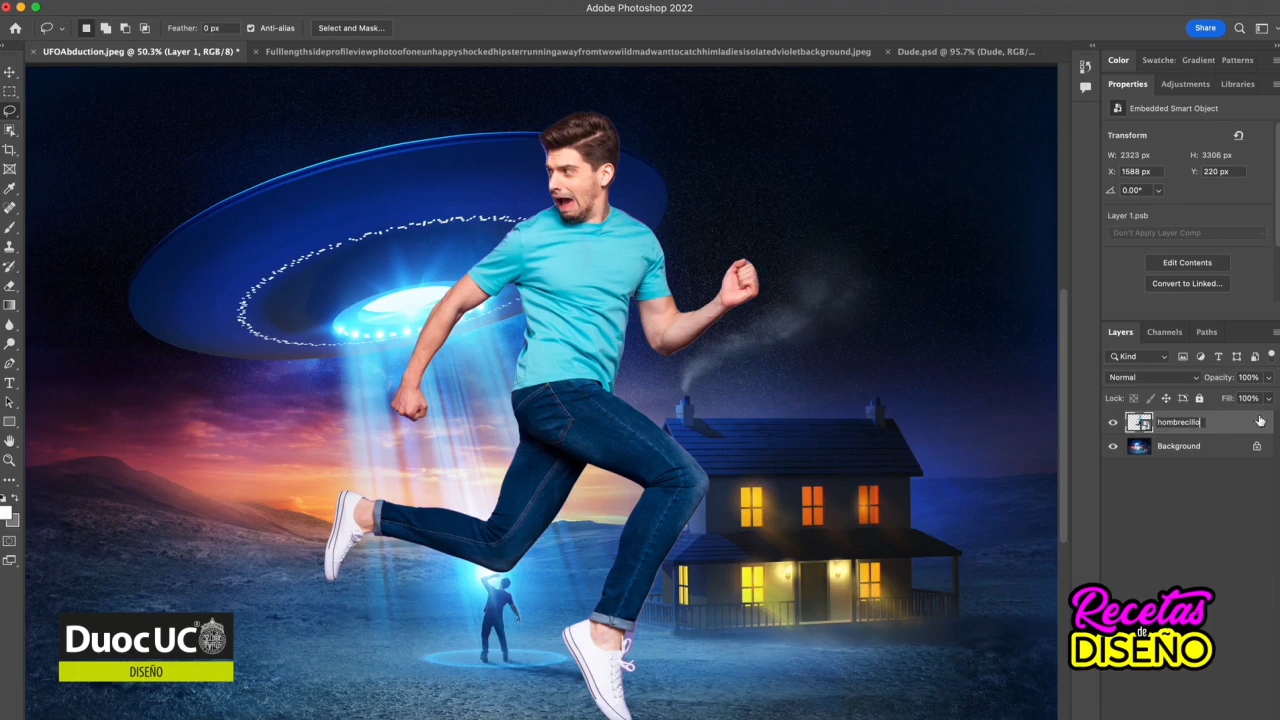 Adobe Photoshop 2022
Feather: 0 px
Anti-alias
Select and Mask...
Share
UFOAbduction.jpeg @ 50.3% (Layer 1, RGB/8) *
Fulllengthsideprofileviewphotoofoneunhappyshockedhipsterrunningawayfromtwowildmadwanttocatchhimladiesisolatedvioletbackground.jpeg
Dude.psd @ 95.7% (Dude, RGB/...
Color
Swatche:
Gradient
Patterns
Properties
Adjustments
Libraries
Embedded Smart Object
Transform
W: 2323 px
H: 3306 px
X: 1588 px
Y: 220 px
0.00°
Layer 1.psb
Don't Apply Layer Comp
Edit Contents
Convert to Linked...
Layers
Channels
Paths
Kind
Normal
Opacity: 100%
Lock:
Fill: 100%
hombrecillo
Background
Duoc UC
DISEÑO
Recetas
de
DISEÑO